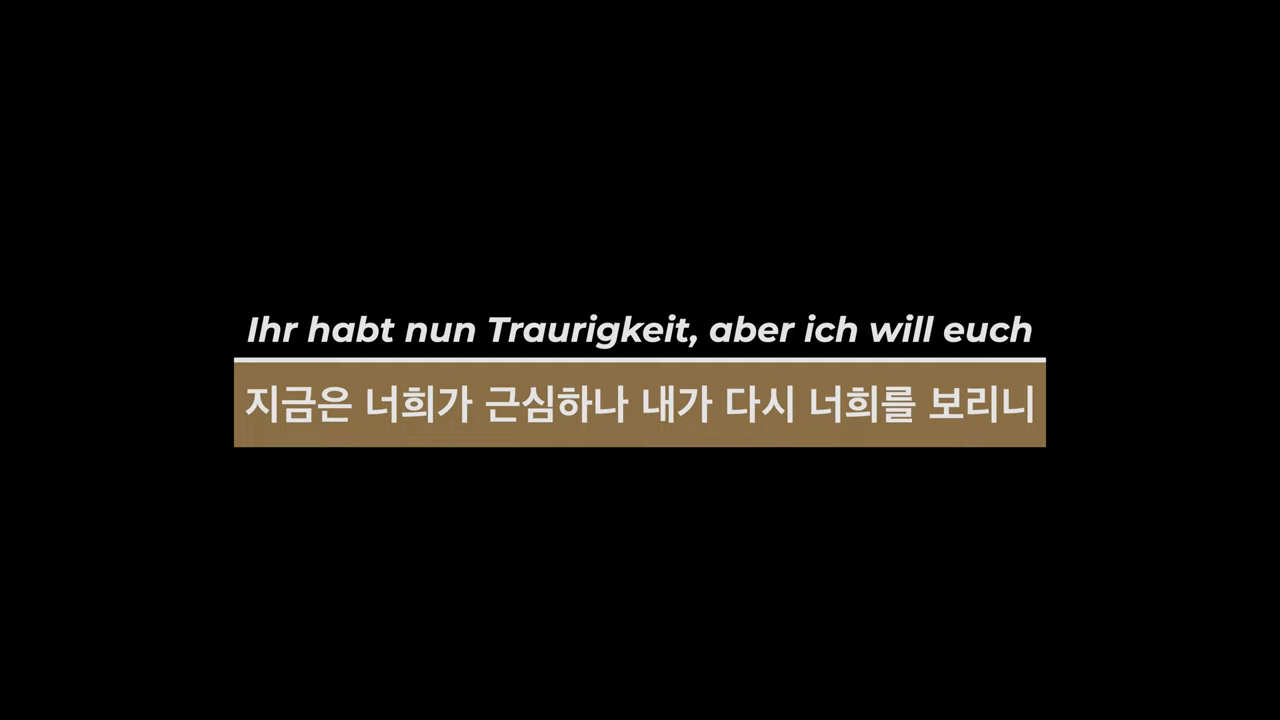 Ihr habt nun Traurigkeit, aber ich will euch
지금은 너희가 근심하나 내가 다시 너희를 보리니